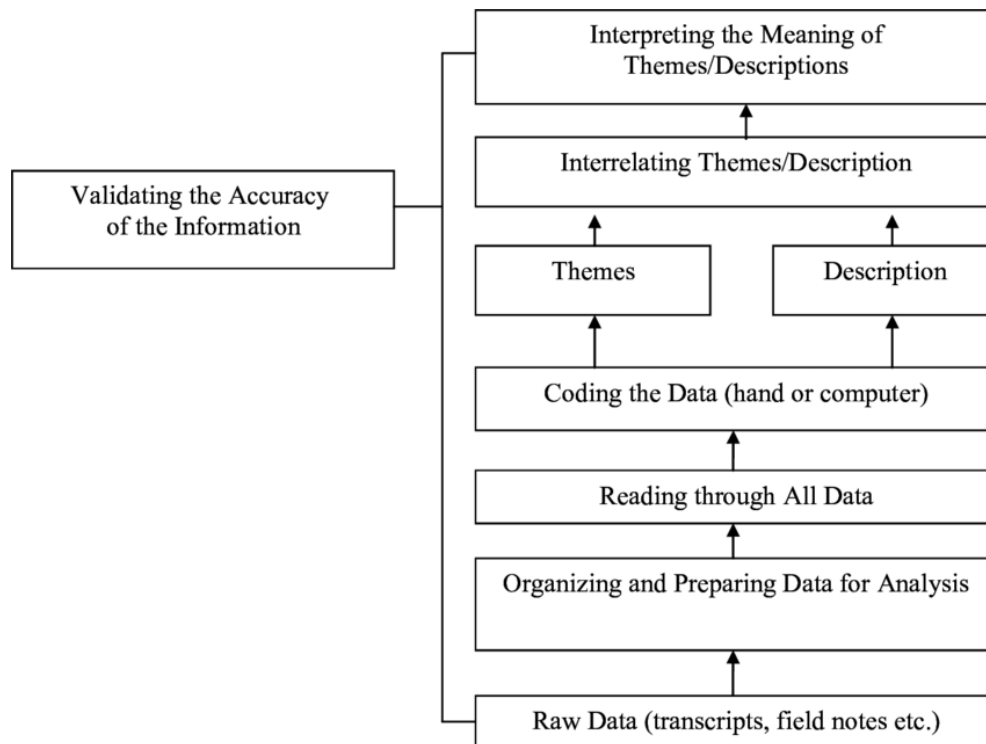 Interpreting the Meaning of
Themes/Descriptions
Interrelating Themes/Description
Validating the Accuracy
of the Information
Themes
Description
Coding the Data (hand or computer)
Reading through All Data
Organizing and Preparing Data for Analysis
Raw Data (transcripts, field notes etc.)